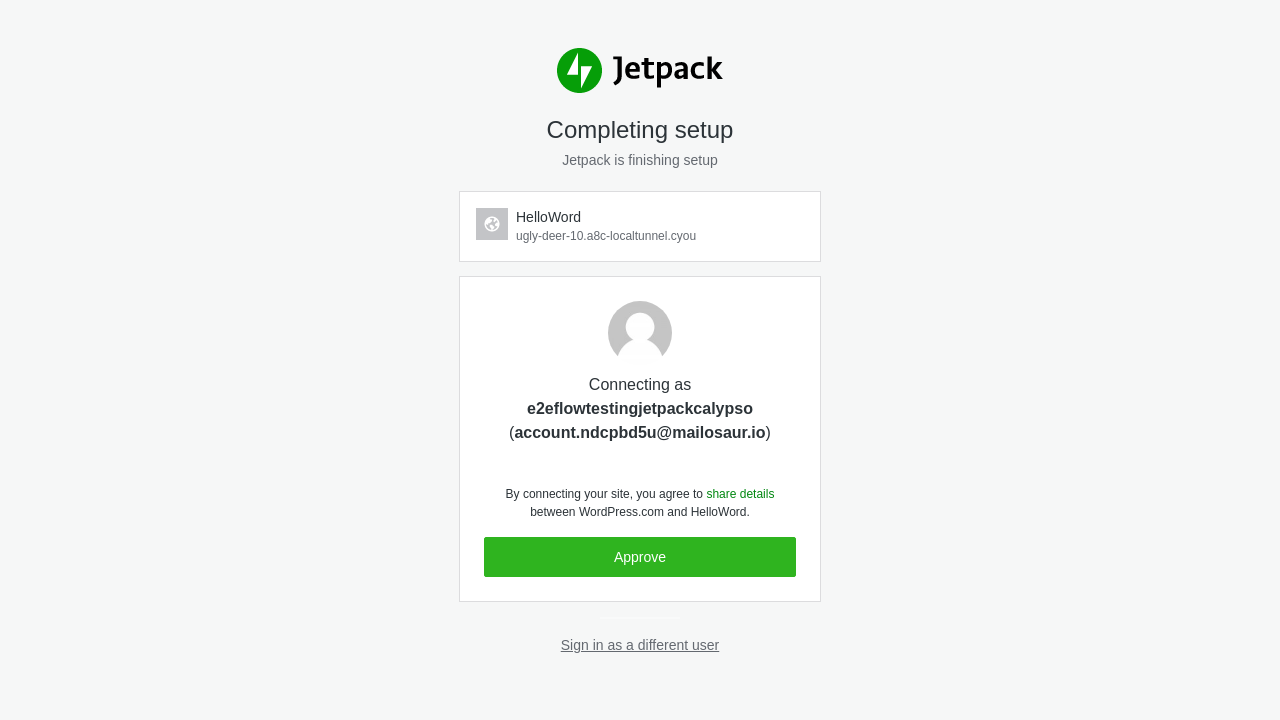 Jetpack
Completing setup
Jetpack is finishing setup
HelloWord
ugly-deer-10.a8c-localtunnel.cyou
Connecting as
e2eflowtestingjetpackcalypso
(account.ndcpbd5u@mailosaur.io)
By connecting your site, you agree to share details
between WordPress.com and HelloWord.
Approve
Sign in as a different user